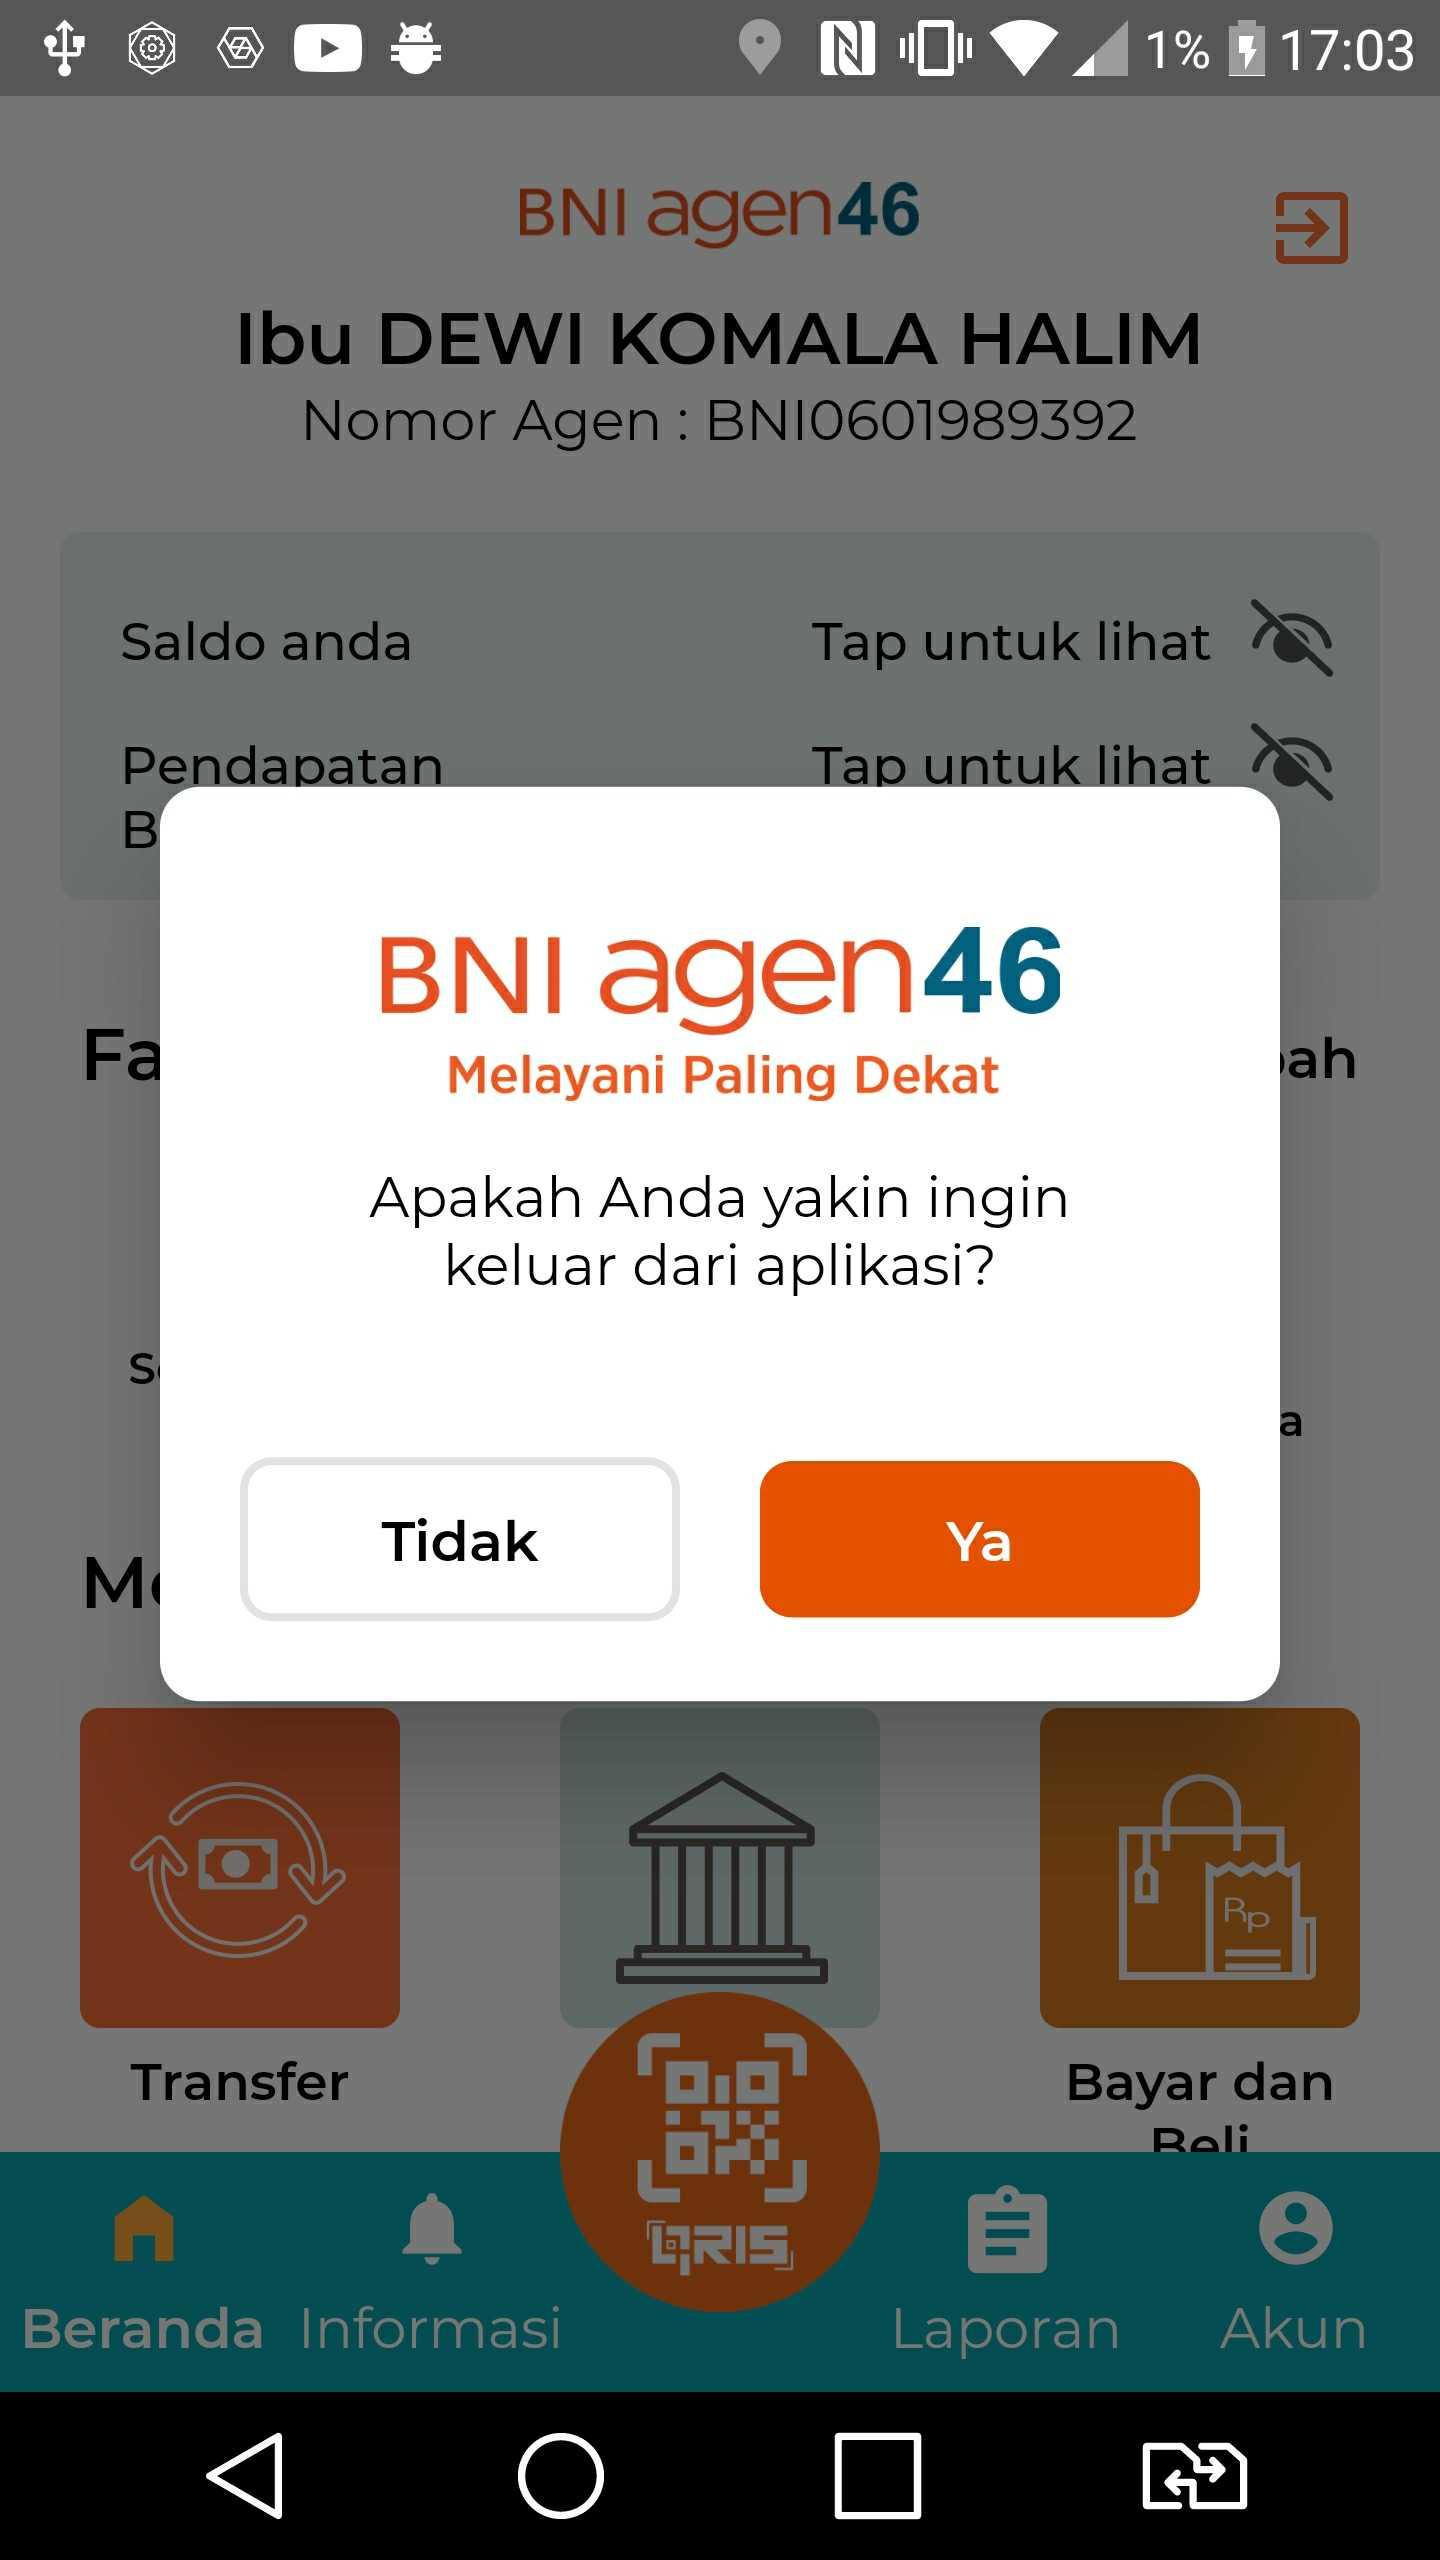 1% 17:03
BNI agen46
Ibu DEWI KOMALA HALIM
Nomor Agen : BNI0601989392
Saldo anda Tap untuk lihat
Pendapatan Tap untuk lihat
BNI agen46
Melayani Paling Dekat
Apakah Anda yakin ingin
keluar dari aplikasi?
Tidak Ya
Rp
Transfer Bayar dan
Beli
QRIS
Beranda Informasi Laporan Akun